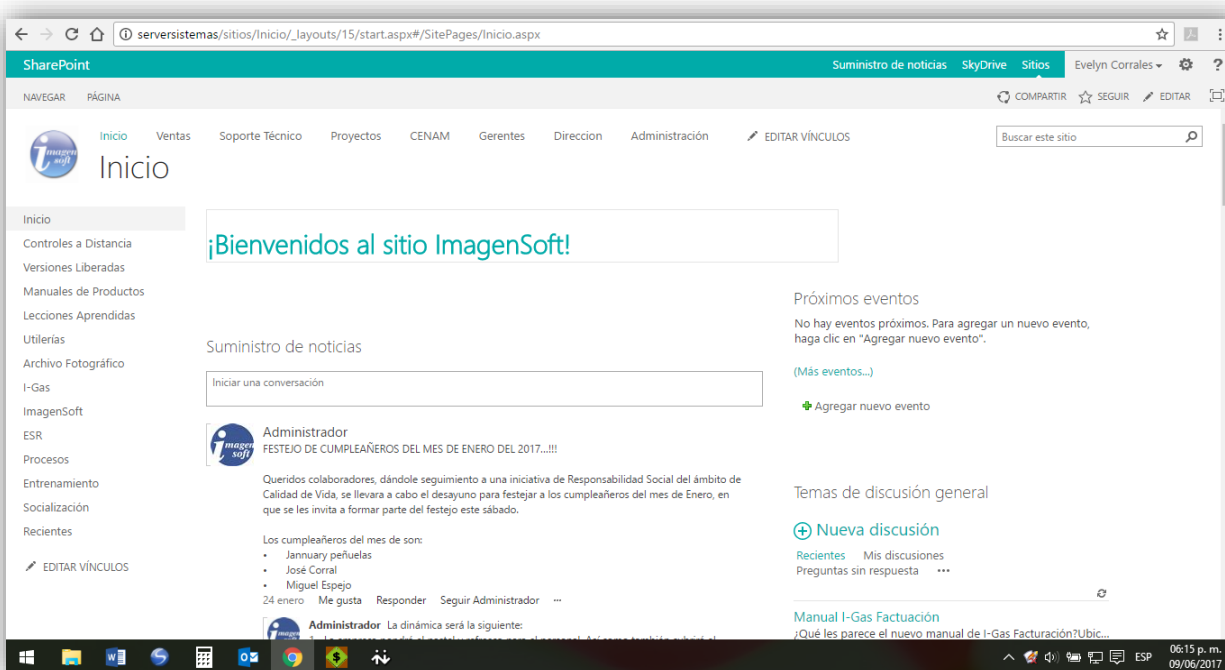 serversistemas/sitios/Inicio/_layouts/15/start.aspx#/SitePages/Inicio.aspx
SharePoint
Suministro de noticias SkyDrive Sitios Evelyn Corrales ?
NAVEGAR PÁGINA
COMPARTIR SEGUIR EDITAR
Imagen soft
Inicio Ventas Soporte Técnico Proyectos CENAM Gerentes Direccion Administración EDITAR VÍNCULOS
Buscar este sitio
Inicio
Inicio
Controles a Distancia
Versiones Liberadas
Manuales de Productos
Lecciones Aprendidas
Utilerías
Archivo Fotográfico
I-Gas
ImagenSoft
ESR
Procesos
Entrenamiento
Socialización
Recientes
EDITAR VÍNCULOS
¡Bienvenidos al sitio ImagenSoft!
Suministro de noticias
Iniciar una conversación
Imagen soft
Administrador
FESTEJO DE CUMPLEAÑEROS DEL MES DE ENERO DEL 2017...!!!
Queridos colaboradores, dándole seguimiento a una iniciativa de Responsabilidad Social del ámbito de
Calidad de Vida, se llevara a cabo el desayuno para festejar a los cumpleañeros del mes de Enero, en
que se les invita a formar parte del festejo este sábado.
Los cumpleañeros del mes de son:
• Jannuary peñuelas
• José Corral
• Miguel Espejo
24 enero Me gusta Responder Seguir Administrador ...
Administrador La dinámica será la siguiente:
Próximos eventos
No hay eventos próximos. Para agregar un nuevo evento,
haga clic en "Agregar nuevo evento".
(Más eventos...)
Agregar nuevo evento
Temas de discusión general
Nueva discusión
Recientes Mis discusiones
Preguntas sin respuesta ...
Manual I-Gas Factuación
¿Qué les parece el nuevo manual de I-Gas Facturación?Ubic...
ESP
06:15 p. m.
09/06/2017